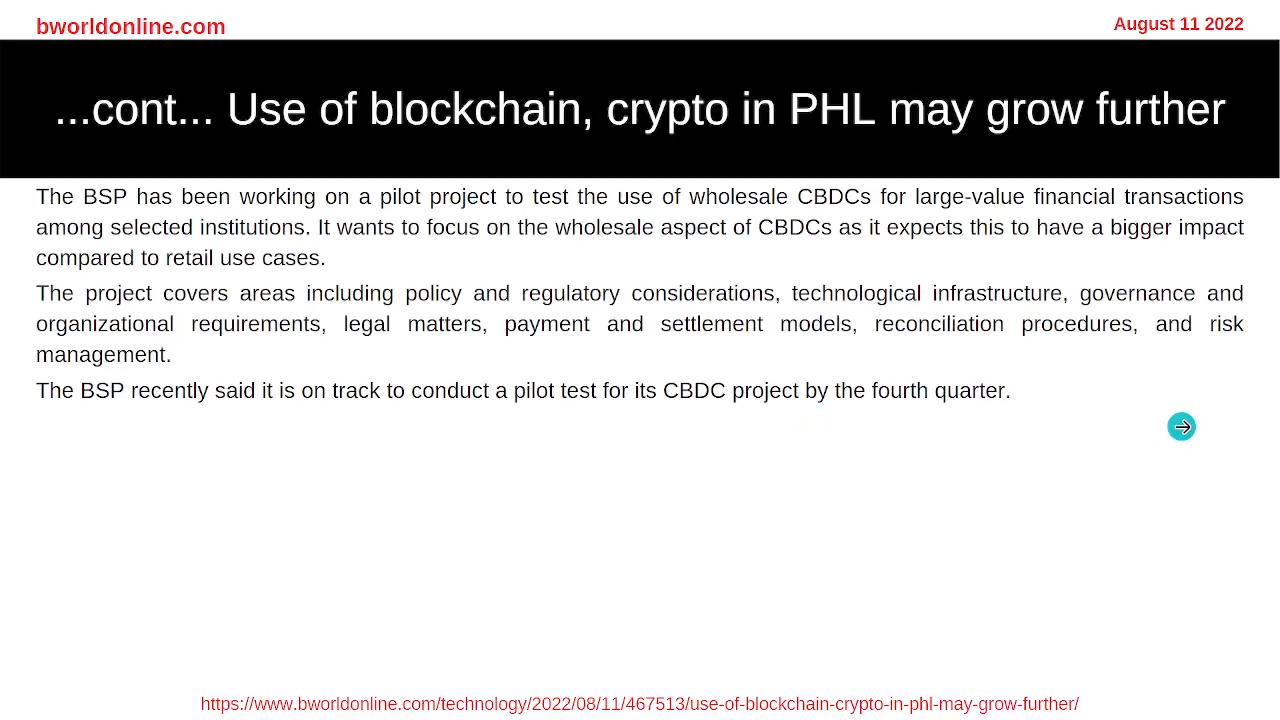 bworldonline.com
August 11 2022
...cont... Use of blockchain, crypto in PHL may grow further
The BSP has been working on a pilot project to test the use of wholesale CBDCs for large-value financial transactions
among selected institutions. It wants to focus on the wholesale aspect of CBDCs as it expects this to have a bigger impact
compared to retail use cases.
The project covers areas including policy and regulatory considerations, technological infrastructure, governance and
organizational requirements, legal matters, payment and settlement models, reconciliation procedures, and risk
management.
The BSP recently said it is on track to conduct a pilot test for its CBDC project by the fourth quarter.
https://www.bworldonline.com/technology/2022/08/11/467513/use-of-blockchain-crypto-in-phl-may-grow-further/